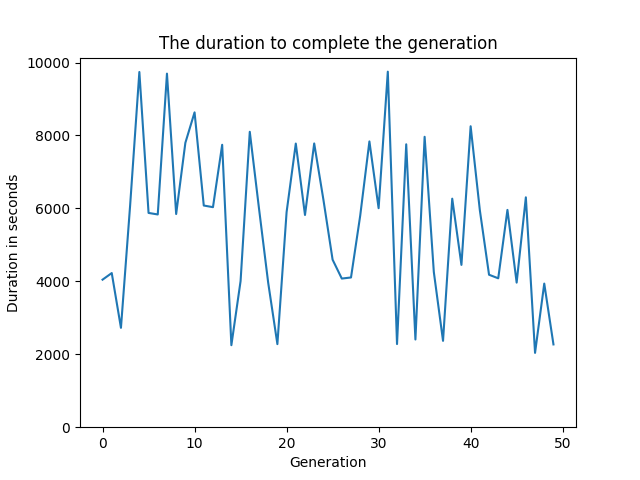 The duration to complete the generation
10000
8000
6000
4000
2000
0
Duration in seconds
0 10 20 30 40 50
Generation